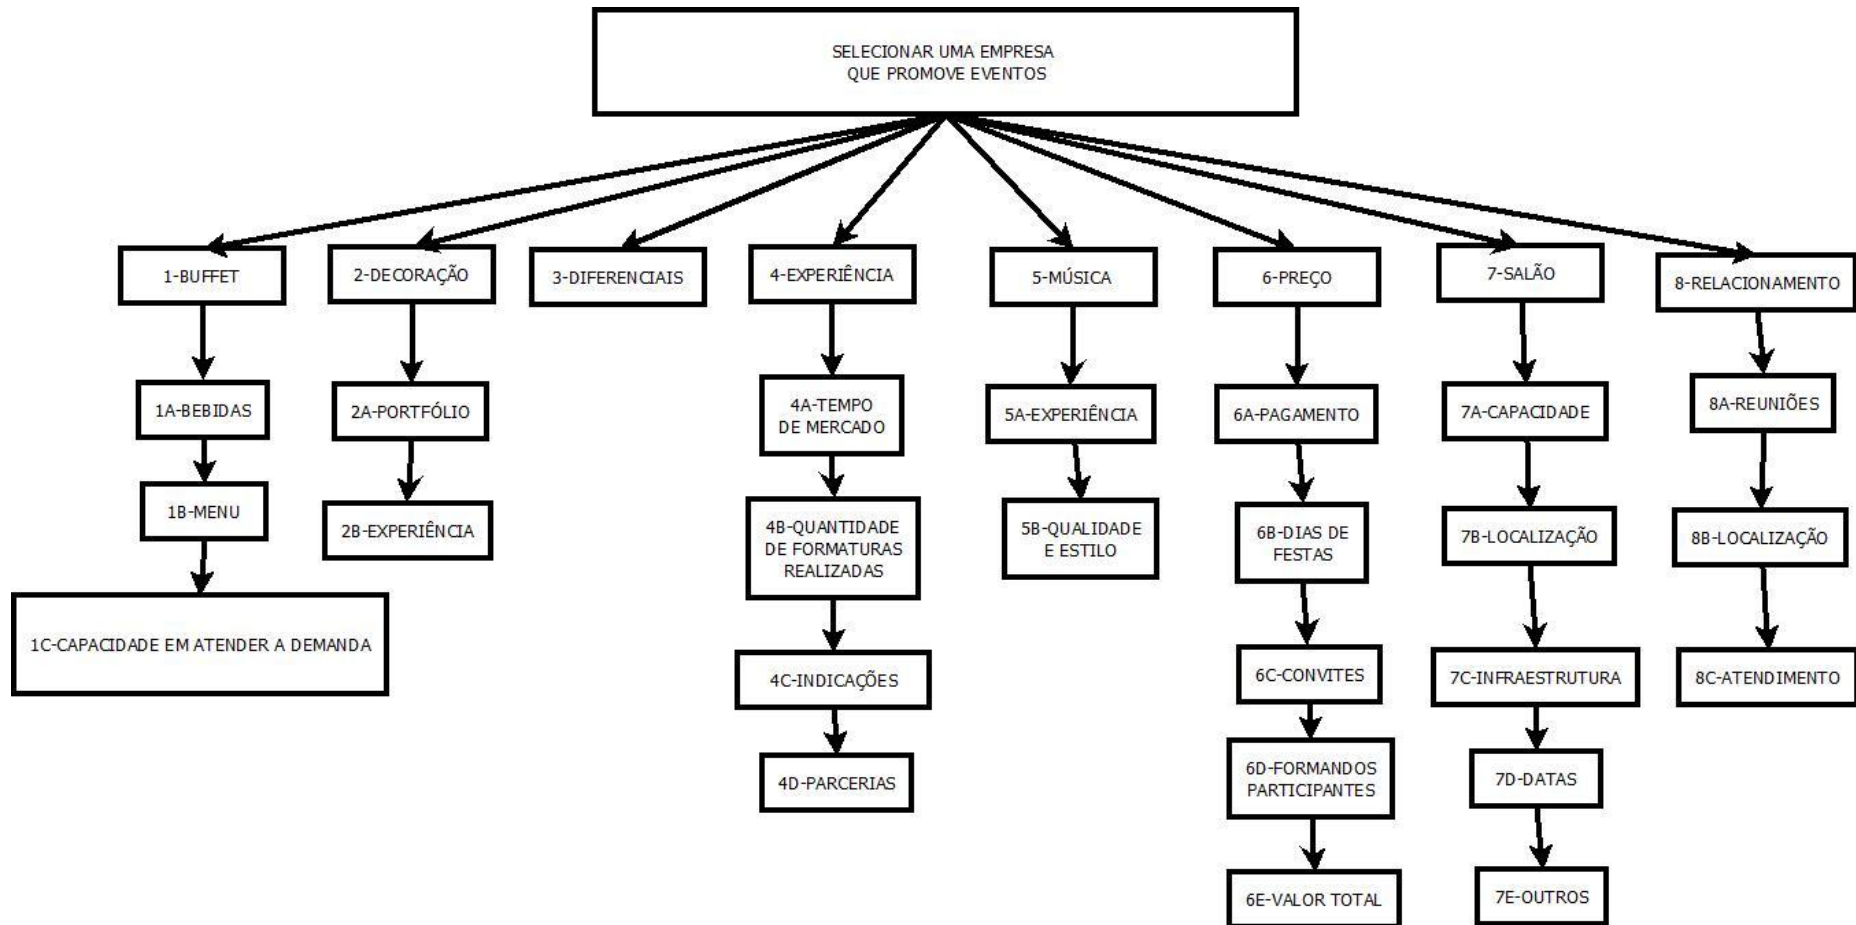 SELECIONAR UMA EMPRESA
QUE PROMOVE EVENTOS
1-BUFFET
2-DECORAÇÃO
3-DIFERENCIAIS
4-EXPERIÊNCIA
5-MÚSICA
6-PREÇO
7-SALÃO
8-RELACIONAMENTO
1A-BEBIDAS
1B-MENU
1C-CAPACIDADE EM ATENDER A DEMANDA
2A-PORTFÓLIO
2B-EXPERIÊNCIA
4A-TEMPO
DE MERCADO
4B-QUANTIDADE
DE FORMATURAS
REALIZADAS
4C-INDICAÇÕES
4D-PARCERIAS
5A-EXPERIÊNCIA
5B-QUALIDADE
E ESTILO
6A-PAGAMENTO
6B-DIAS DE
FESTAS
6C-CONVITES
6D-FORMANDOS
PARTICIPANTES
6E-VALOR TOTAL
7A-CAPACIDADE
7B-LOCALIZAÇÃO
7C-INFRAESTRUTURA
7D-DATAS
7E-OUTROS
8A-REUNIÕES
8B-LOCALIZAÇÃO
8C-ATENDIMENTO